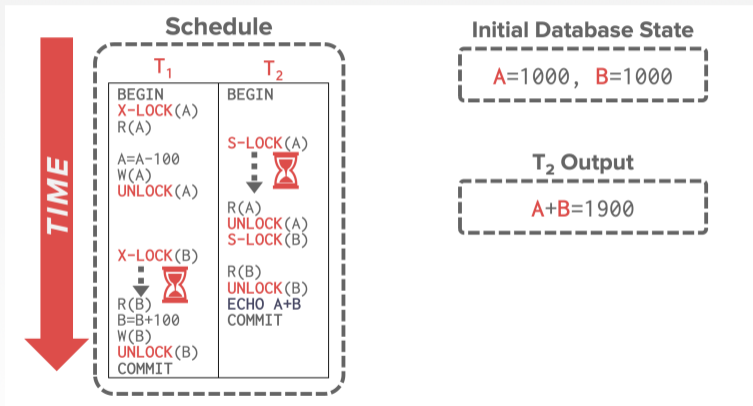 Schedule
T1
T2
TIME
BEGIN
X-LOCK(A)
R(A)
A=A-100
W(A)
UNLOCK(A)
X-LOCK(B)
R(B)
B=B+100
W(B)
UNLOCK(B)
COMMIT
BEGIN
S-LOCK(A)
R(A)
UNLOCK(A)
S-LOCK(B)
R(B)
UNLOCK(B)
ECHO A+B
COMMIT
Initial Database State
A=1000, B=1000
T2 Output
A+B=1900